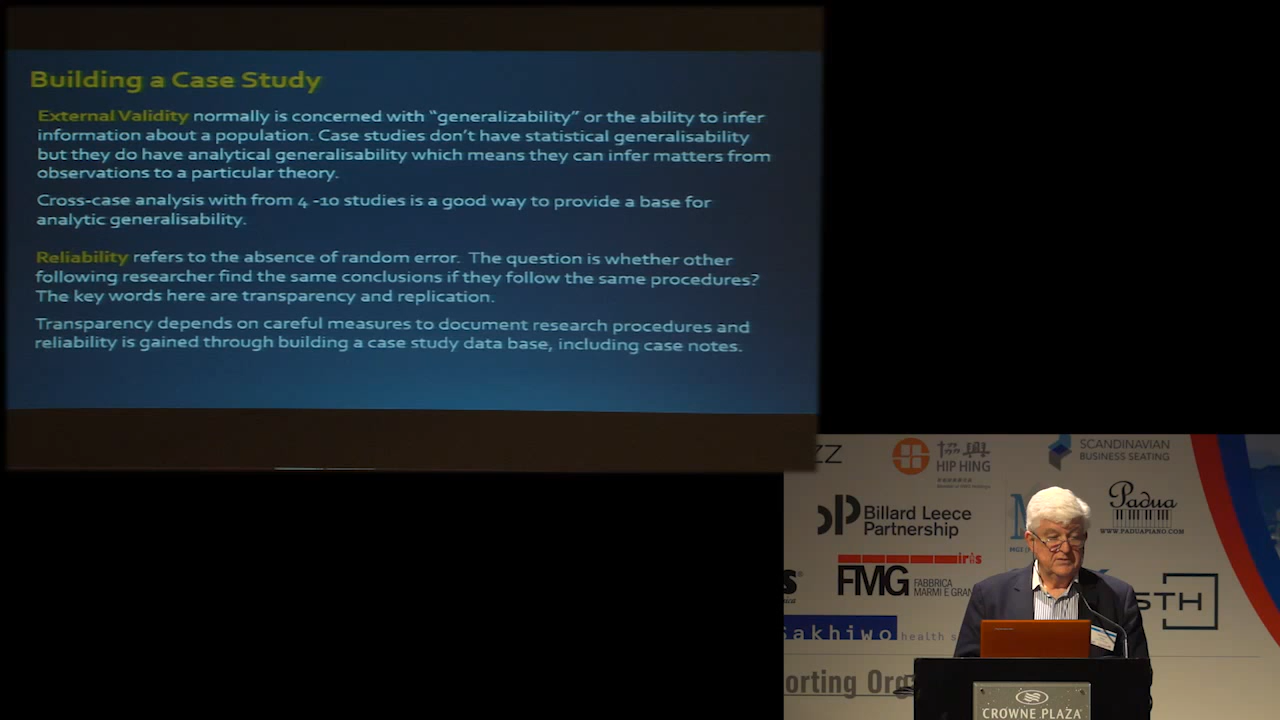 Building a Case Study
External Validity normally is concerned with "generalizability" or the ability to infer
information about a population. Case studies don't have statistical generalisability
but they do have analytical generalisability which means they can infer matters from
observations to a particular theory.
Cross-case analysis with from 4 -10 studies is a good way to provide a base for
analytic generalisability.
Reliability refers to the absence of random error. The question is whether other
following researcher find the same conclusions if they follow the same procedures?
The key words here are transparency and replication.
Transparency depends on careful measures to document research procedures and
reliability is gained through building a case study data base, including case notes.
ZZ
協興
HIP HING
SCANDINAVIAN
BUSINESS SEATING
Billard Leece
Partnership
Padua
WWW.PADUAPIANO.COM
iris
FMG FABBRICA
MARMI E GRAN
STH
sakhiwo health s
orting Org
CROWNE PLAZA